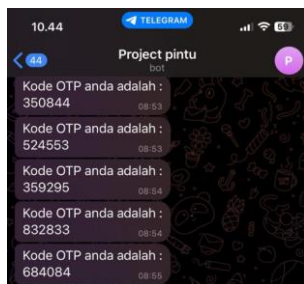 10.44
TELEGRAM
59
44
Project pintu
bot
P
Kode OTP anda adalah :
350844
08:53
Kode OTP anda adalah :
524553
08:53
Kode OTP anda adalah :
359295
08:54
Kode OTP anda adalah :
832833
08:54
Kode OTP anda adalah :
684084
08:55